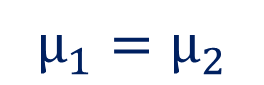 μ₁ = μ₂